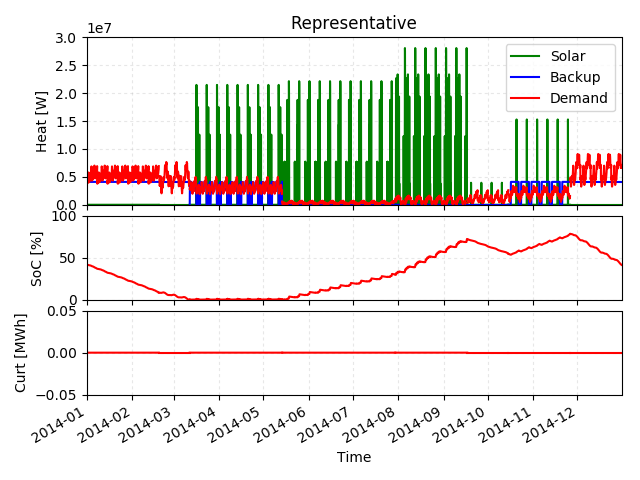 Representative
1e7
3.0
2.5
2.0
1.5
1.0
0.5
0.0
Heat [W]
Solar
Backup
Demand
100
50
0
SoC [%]
0.05
0.00
−0.05
Curt [MWh]
2014-01
2014-02
2014-03
2014-04
2014-05
2014-06
2014-07
2014-08
2014-09
2014-10
2014-11
2014-12
Time